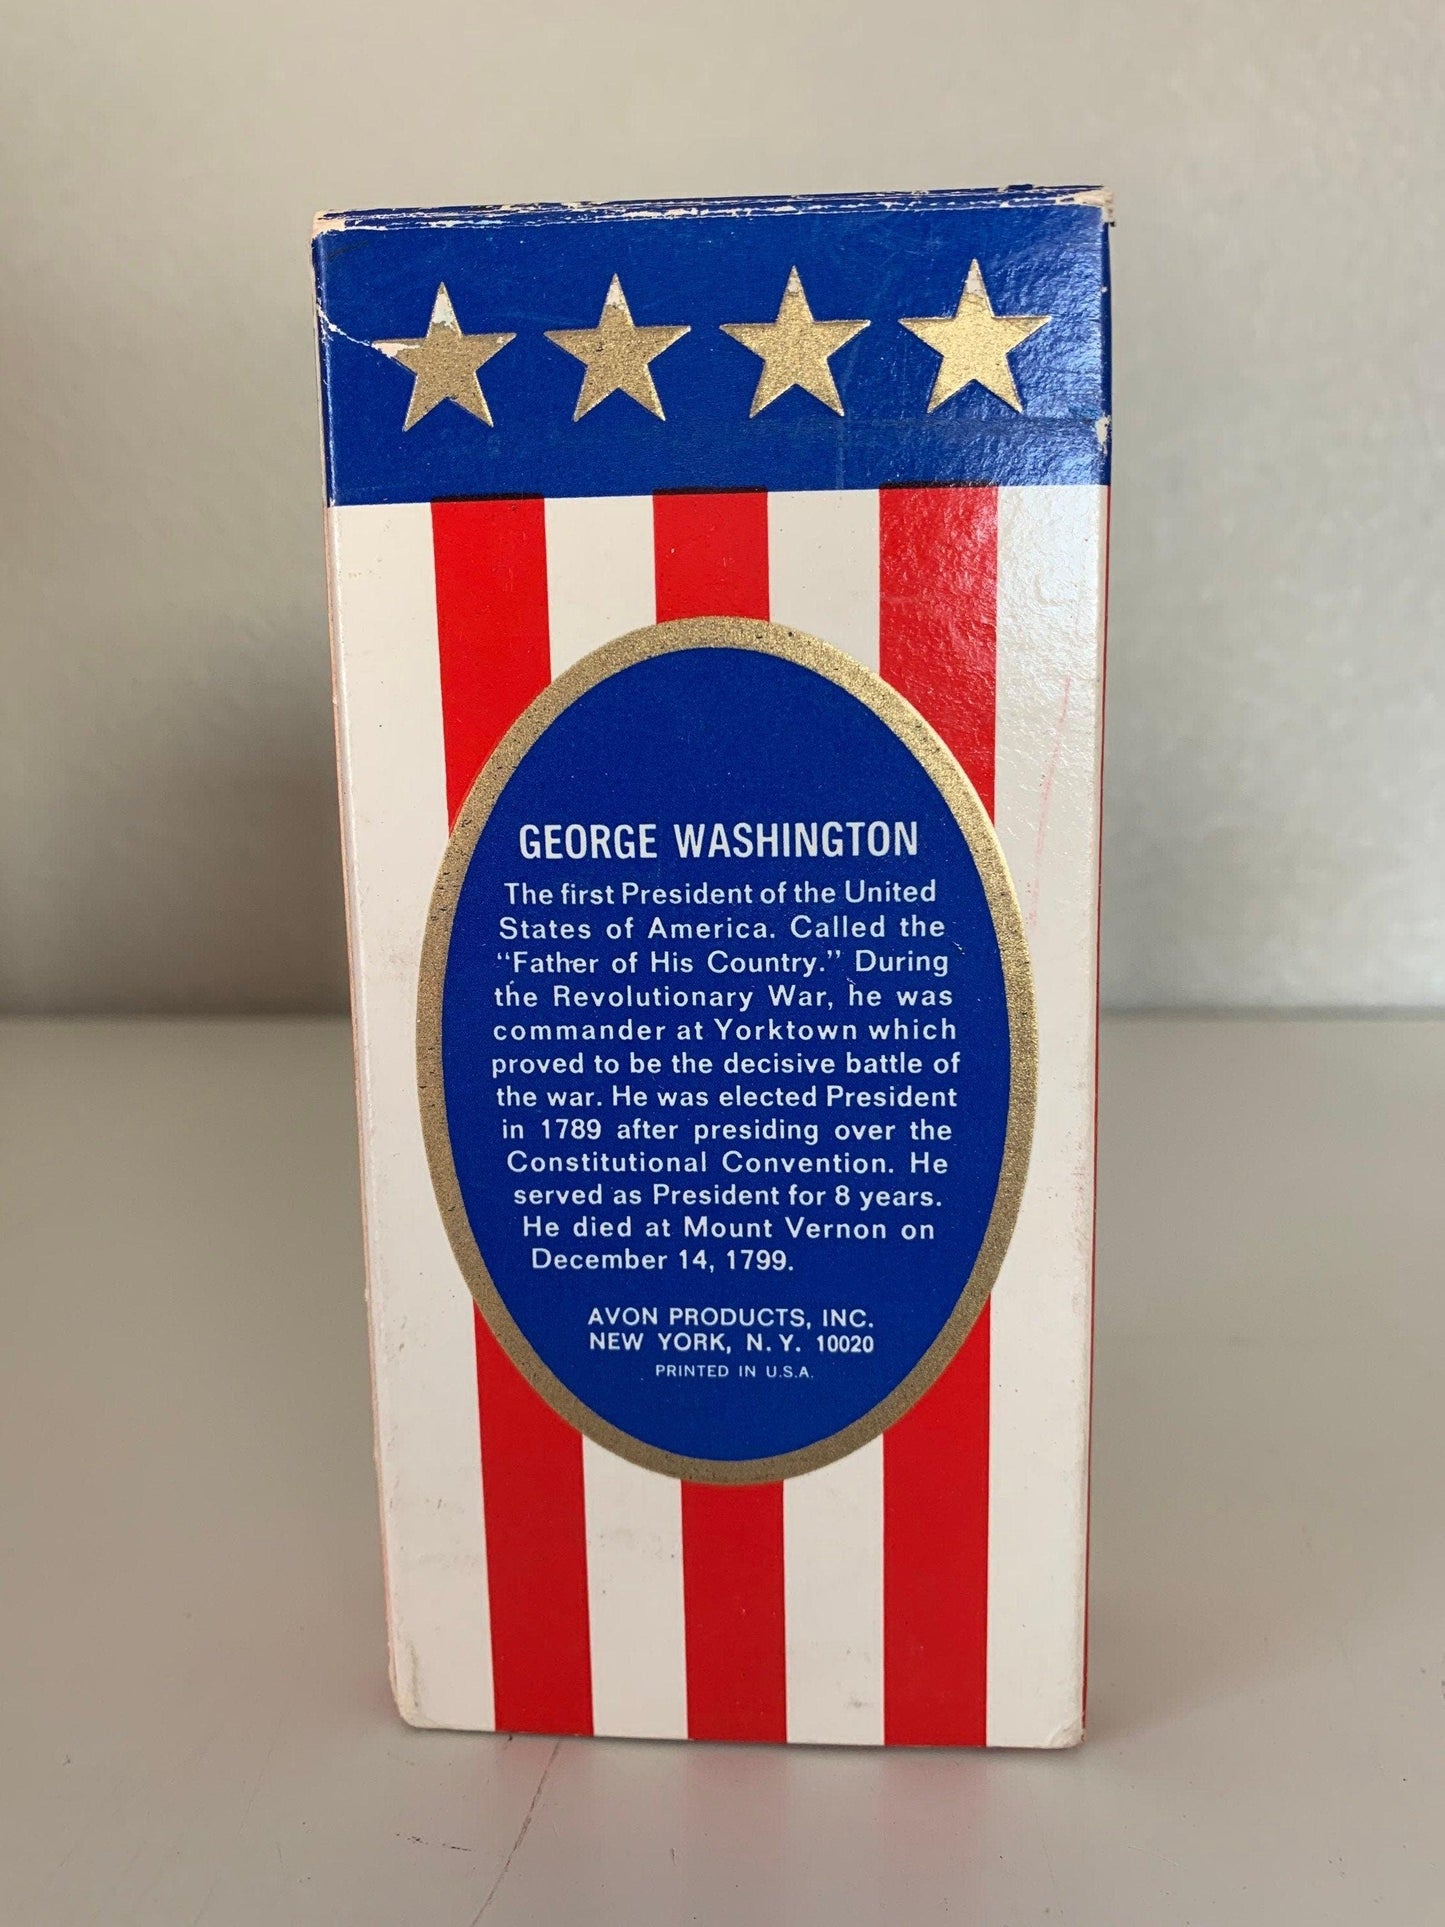 GEORGE WASHINGTON
The first President of the United
States of America. Called the
“Father of His Country.” During
the Revolutionary War, he was
commander at Yorktown which
proved to be the decisive battle of
the war. He was elected President
in 1789 after presiding over the
Constitutional Convention. He
served as President for 8 years.
He died at Mount Vernon on
December 14, 1799.
AVON PRODUCTS, INC.
NEW YORK, N.Y. 10020
PRINTED IN U.S.A.